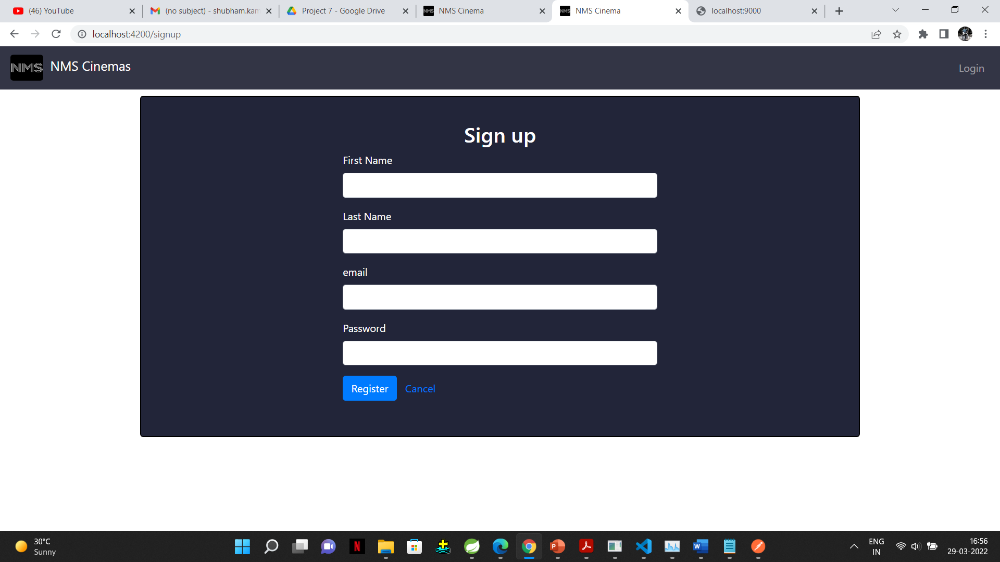 (46) YouTube
(no subject) - shubham.kam
Project 7 - Google Drive
NMS Cinema
NMS Cinema
localhost:9000
localhost:4200/signup
NMS
NMS Cinemas
Login
Sign up
First Name
Last Name
email
Password
Register
Cancel
30°C
Sunny
ENG
IN
16:56
29-03-2022